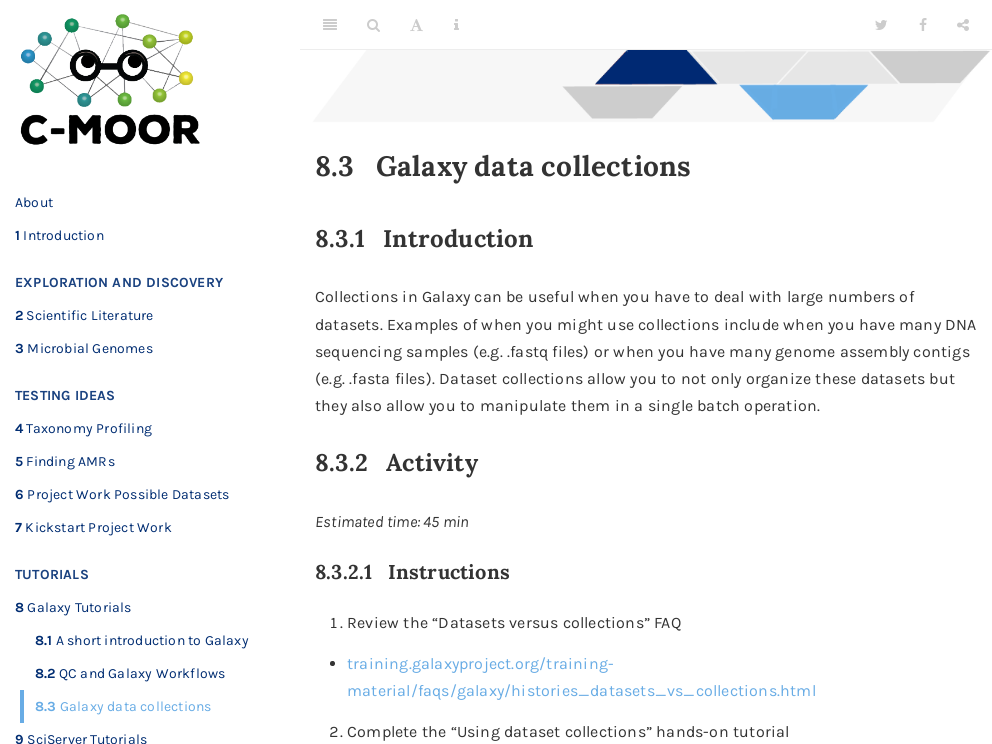 C-MOOR
About
1 Introduction
EXPLORATION AND DISCOVERY
2 Scientific Literature
3 Microbial Genomes
TESTING IDEAS
4 Taxonomy Profiling
5 Finding AMRs
6 Project Work Possible Datasets
7 Kickstart Project Work
TUTORIALS
8 Galaxy Tutorials
8.1 A short introduction to Galaxy
8.2 QC and Galaxy Workflows
8.3 Galaxy data collections
9 SciServer Tutorials
A
i
8.3 Galaxy data collections
8.3.1 Introduction
Collections in Galaxy can be useful when you have to deal with large numbers of
datasets. Examples of when you might use collections include when you have many DNA
sequencing samples (e.g. .fastq files) or when you have many genome assembly contigs
(e.g. .fasta files). Dataset collections allow you to not only organize these datasets but
they also allow you to manipulate them in a single batch operation.
8.3.2 Activity
Estimated time: 45 min
8.3.2.1 Instructions
1. Review the “Datasets versus collections” FAQ
• training.galaxyproject.org/training-
material/faqs/galaxy/histories_datasets_vs_collections.html
2. Complete the “Using dataset collections” hands-on tutorial